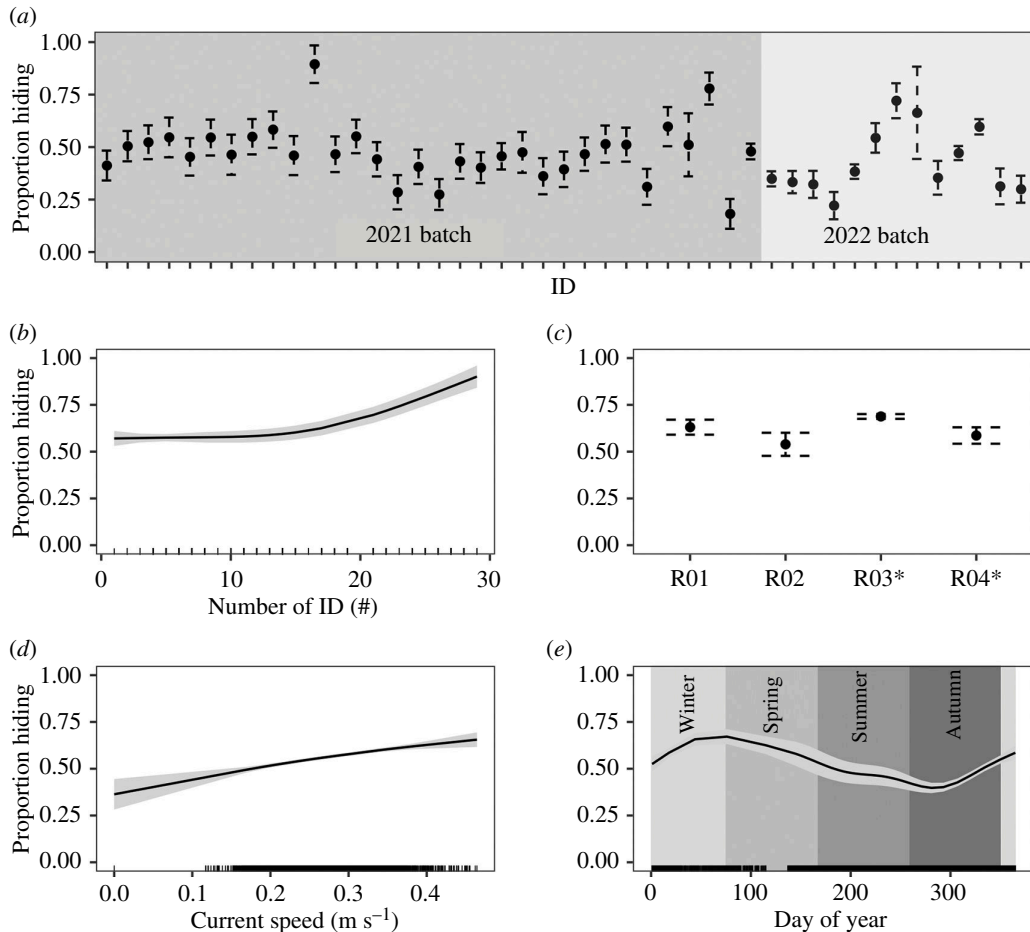 (a)
Proportion hiding
1.00
0.75
0.50
0.25
0.00
2021 batch
2022 batch
ID
(b)
Proportion hiding
1.00
0.75
0.50
0.25
0.00
0 10 20 30
Number of ID (#)
(c)
1.00
0.75
0.50
0.25
0.00
R01 R02 R03* R04*
(d)
Proportion hiding
1.00
0.75
0.50
0.25
0.00
0.0 0.2 0.3 0.4
Current speed (m s⁻¹)
(e)
1.00
0.75
0.50
0.25
0.00
Winter
Spring
Summer
Autumn
0 100 200 300
Day of year